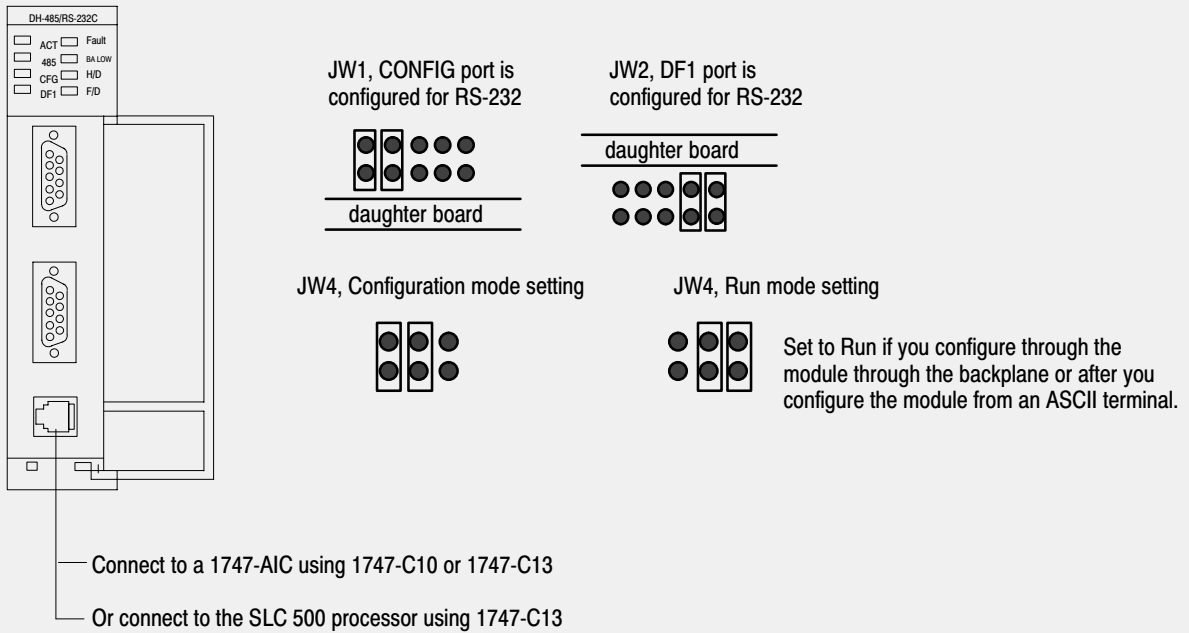 DH-485/RS-232C
ACT Fault
485 BA LOW
CFG H/D
DF1 F/D
JW1, CONFIG port is
configured for RS-232
daughter board
JW2, DF1 port is
configured for RS-232
daughter board
JW4, Configuration mode setting
JW4, Run mode setting
Set to Run if you configure through the
module through the backplane or after you
configure the module from an ASCII terminal.
Connect to a 1747-AIC using 1747-C10 or 1747-C13
Or connect to the SLC 500 processor using 1747-C13